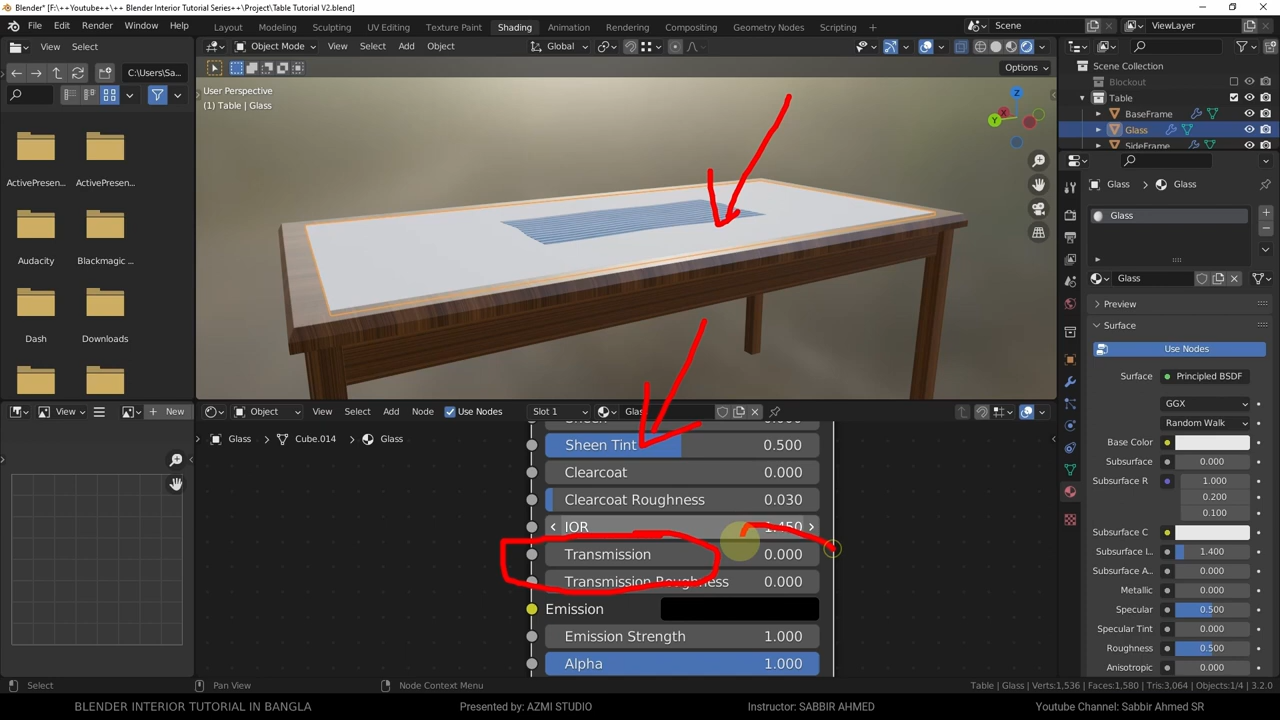 Blender* [F:\++Youtube++\++ Blender Interior Tutorial Series++\Project\Table Tutorial V2.blend]
File Edit Render Window Help Layout Modeling Sculpting UV Editing Texture Paint Shading Animation Rendering Compositing Geometry Nodes Scripting Scene ViewLayer
View Select Object Mode View Select Add Object Global
C:\Users\Sa... Options
User Perspective
(1) Table | Glass
Z
X
Y
ActivePresen... ActivePresen...
Audacity Blackmagic ...
Dash Downloads
Scene Collection
Blockout
Table
BaseFrame
Glass
SideFrame
Glass Glass
Glass
Glass
Preview
Surface
Use Nodes
Surface Principled BSDF
GGX
Random Walk
Base Color
Subsurface 0.000
Subsurface R 1.000
0.200
0.100
Subsurface C
Subsurface I... 1.400
Subsurface A... 0.000
Metallic 0.000
Specular 0.500
Specular Tint 0.000
Roughness 0.500
Anisotropic 0.000
View New Object View Select Add Node Use Nodes Slot 1
Glass Cube.014 Glass
Sheen Tint 0.500
Clearcoat 0.000
Clearcoat Roughness 0.030
IOR 1.450
Transmission 0.000
Transmission Roughness 0.000
Emission
Emission Strength 1.000
Alpha 1.000
Select Pan View Node Context Menu Table | Glass | Verts:1,536 | Faces:1,580 | Tris:3,064 | Objects:1/4 | 3.2.0
BLENDER INTERIOR TUTORIAL IN BANGLA Presented by: AZMI STUDIO Instructor: SABBIR AHMED Youtube Channel: Sabbir Ahmed SR